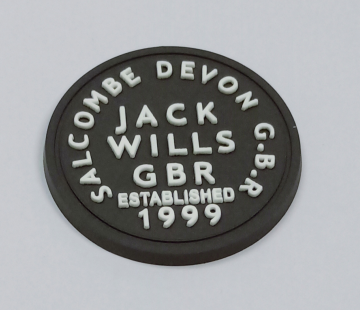 SALCOMBE DEVON G.B.R
JACK
WILLS
GBR
ESTABLISHED
1999